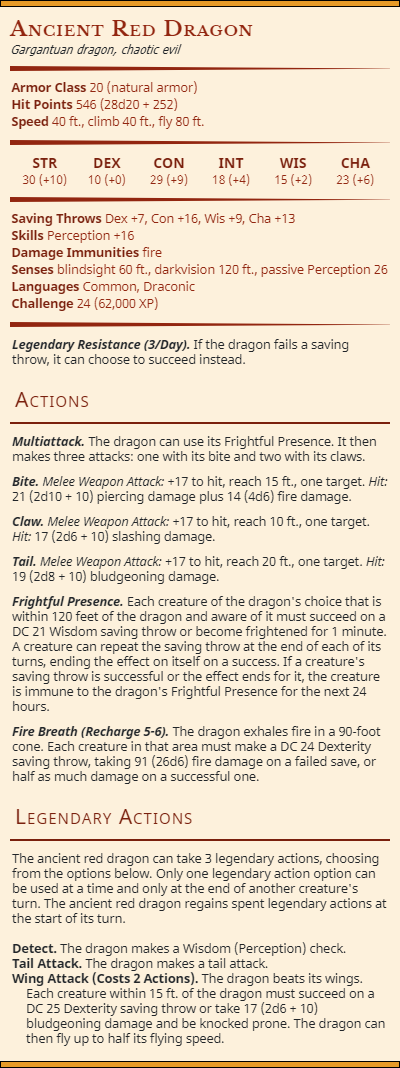 Ancient Red Dragon
Gargantuan dragon, chaotic evil
Armor Class 20 (natural armor)
Hit Points 546 (28d20 + 252)
Speed 40 ft., climb 40 ft., fly 80 ft.
STR DEX CON INT WIS CHA
30 (+10) 10 (+0) 29 (+9) 18 (+4) 15 (+2) 23 (+6)
Saving Throws Dex +7, Con +16, Wis +9, Cha +13
Skills Perception +16
Damage Immunities fire
Senses blindsight 60 ft., darkvision 120 ft., passive Perception 26
Languages Common, Draconic
Challenge 24 (62,000 XP)
Legendary Resistance (3/Day). If the dragon fails a saving
throw, it can choose to succeed instead.
Actions
Multiattack. The dragon can use its Frightful Presence. It then
makes three attacks: one with its bite and two with its claws.
Bite. Melee Weapon Attack: +17 to hit, reach 15 ft., one target. Hit:
21 (2d10 + 10) piercing damage plus 14 (4d6) fire damage.
Claw. Melee Weapon Attack: +17 to hit, reach 10 ft., one target.
Hit: 17 (2d6 + 10) slashing damage.
Tail. Melee Weapon Attack: +17 to hit, reach 20 ft., one target. Hit:
19 (2d8 + 10) bludgeoning damage.
Frightful Presence. Each creature of the dragon's choice that is
within 120 feet of the dragon and aware of it must succeed on a
DC 21 Wisdom saving throw or become frightened for 1 minute.
A creature can repeat the saving throw at the end of each of its
turns, ending the effect on itself on a success. If a creature's
saving throw is successful or the effect ends for it, the creature
is immune to the dragon's Frightful Presence for the next 24
hours.
Fire Breath (Recharge 5-6). The dragon exhales fire in a 90-foot
cone. Each creature in that area must make a DC 24 Dexterity
saving throw, taking 91 (26d6) fire damage on a failed save, or
half as much damage on a successful one.
Legendary Actions
The ancient red dragon can take 3 legendary actions, choosing
from the options below. Only one legendary action option can
be used at a time and only at the end of another creature's
turn. The ancient red dragon regains spent legendary actions at
the start of its turn.
Detect. The dragon makes a Wisdom (Perception) check.
Tail Attack. The dragon makes a tail attack.
Wing Attack (Costs 2 Actions). The dragon beats its wings.
Each creature within 15 ft. of the dragon must succeed on a
DC 25 Dexterity saving throw or take 17 (2d6 + 10)
bludgeoning damage and be knocked prone. The dragon can
then fly up to half its flying speed.